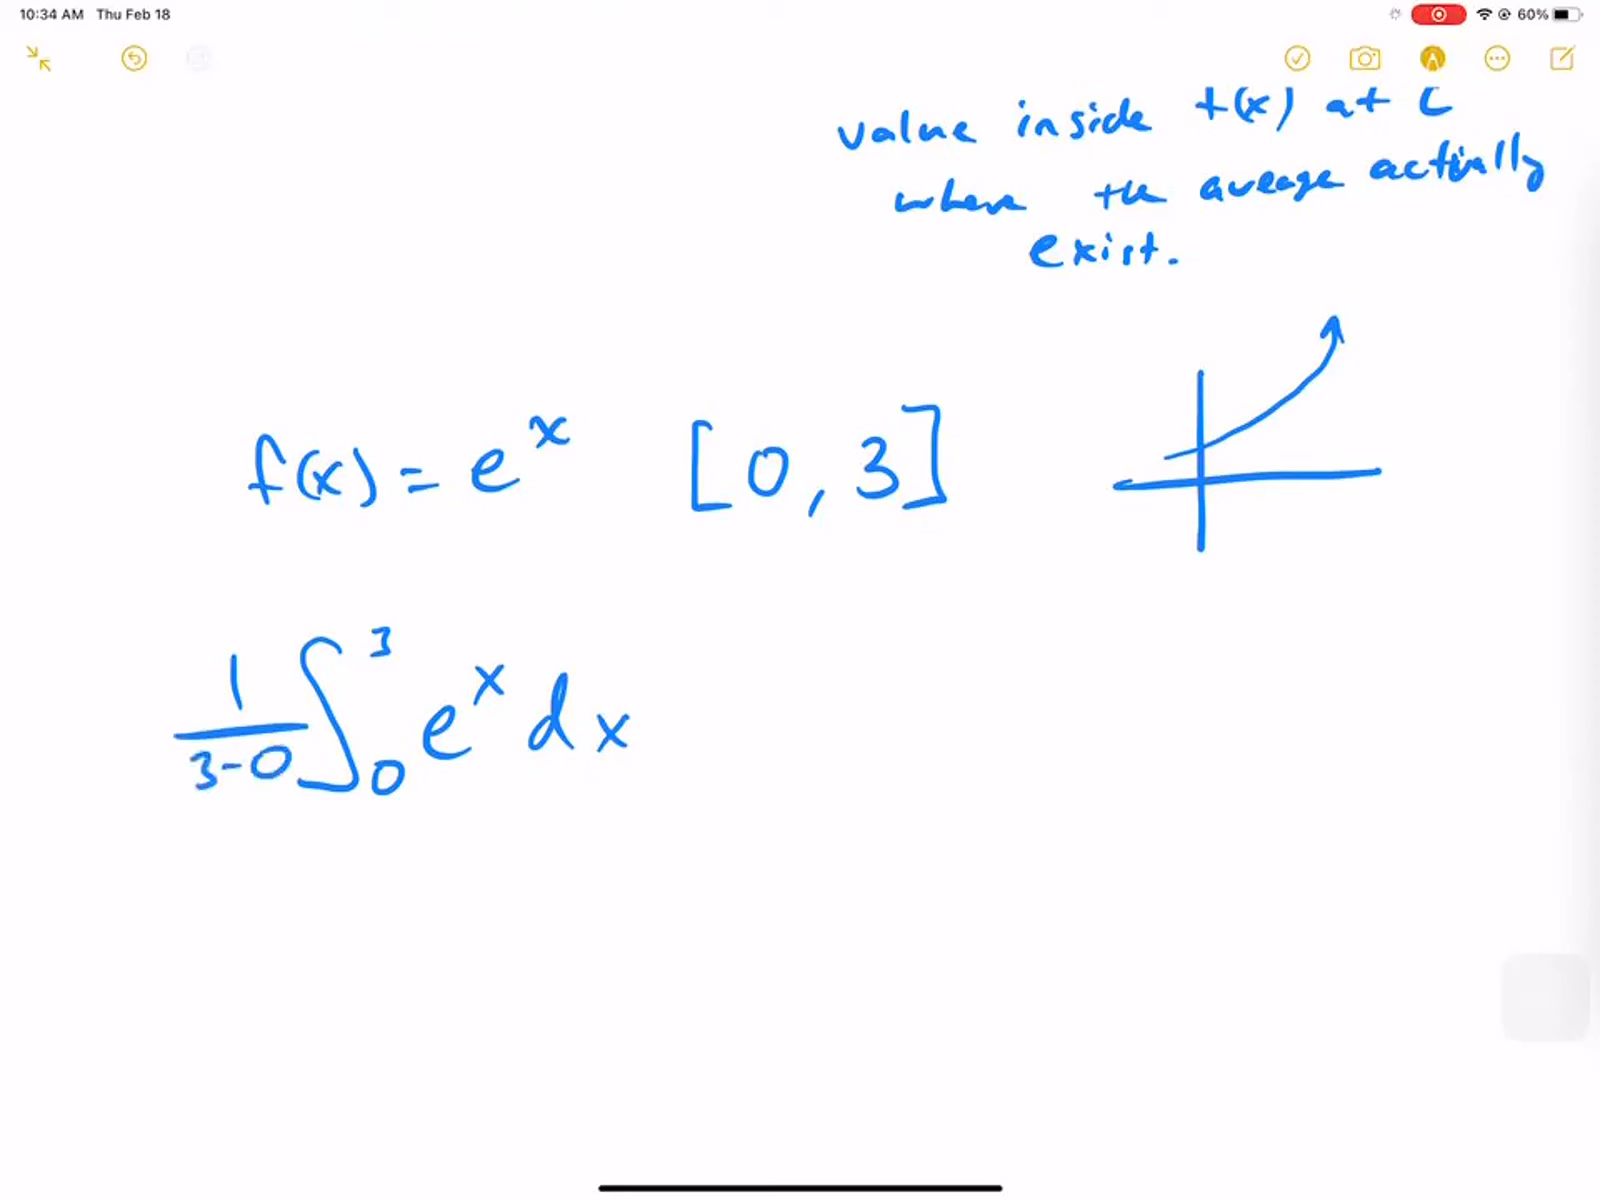 10:34 AM Thu Feb 18
60%
value inside f(x) at c
where the average actually
exist.
f(x) = e^x [0, 3]
1/(3-0) ∫_0^3 e^x dx